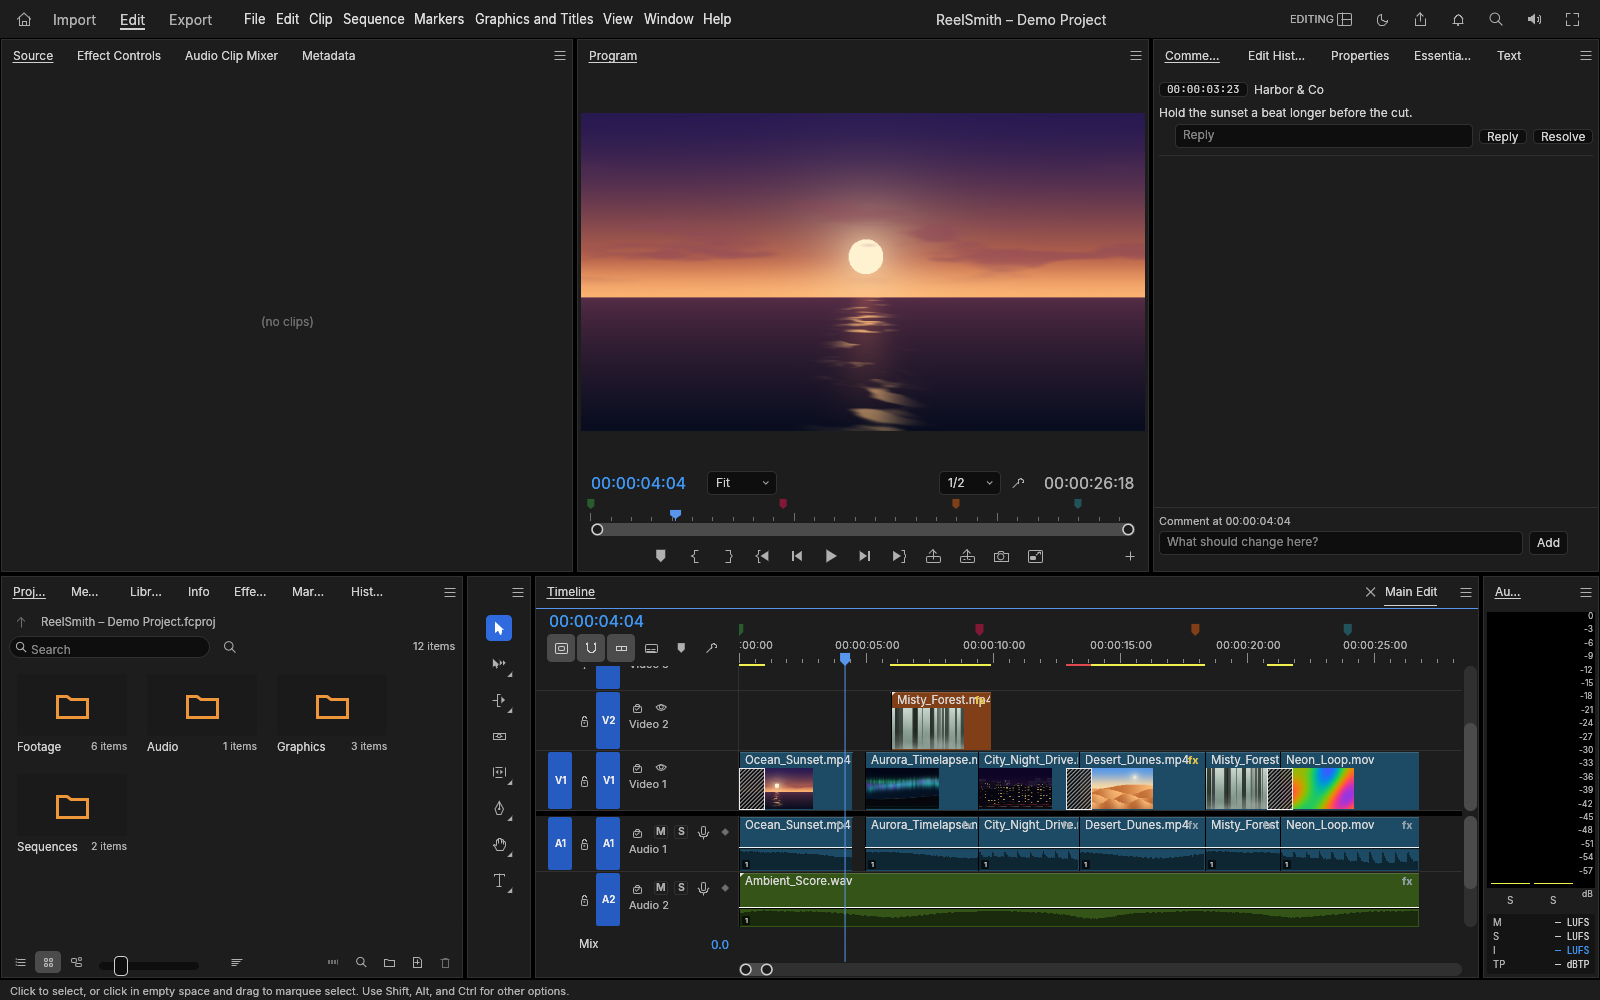 Import Edit Export File Edit Clip Sequence Markers Graphics and Titles View Window Help ReelSmith – Demo Project EDITING
Source Effect Controls Audio Clip Mixer Metadata
(no clips)
Program
00:00:04:04 Fit 1/2 00:00:26:18
Comme... Edit Hist... Properties Essentia... Text
00:00:03:23 Harbor & Co
Hold the sunset a beat longer before the cut.
Reply Reply Resolve
Comment at 00:00:04:04
What should change here? Add
Proj... Me... Libr... Info Effe... Mar... Hist...
ReelSmith – Demo Project.fcproj
Search 12 items
Footage 6 items Audio 1 items Graphics 3 items
Sequences 2 items
Timeline Main Edit
00:00:04:04
:00:00 00:00:05:00 00:00:10:00 00:00:15:00 00:00:20:00 00:00:25:00
V2 Video 2 Misty_Forest.mp4
V1 V1 Video 1 Ocean_Sunset.mp4 Aurora_Timelapse.n City_Night_Drive. Desert_Dunes.mp4 fx Misty_Forest Neon_Loop.mov
A1 A1 M S Audio 1 Ocean_Sunset.mp4 Aurora_Timelapse.n City_Night_Drive. Desert_Dunes.mp4 fx Misty_Forest Neon_Loop.mov fx
1 1 1 1 1 1
A2 M S Audio 2 Ambient_Score.wav fx
1
Mix 0.0
Au...
0
-3
-6
-9
-12
-15
-18
-21
-24
-27
-30
-33
-36
-39
-42
-45
-48
-51
-54
-57
dB
S S
M – LUFS
S – LUFS
I – LUFS
TP – dBTP
Click to select, or click in empty space and drag to marquee select. Use Shift, Alt, and Ctrl for other options.